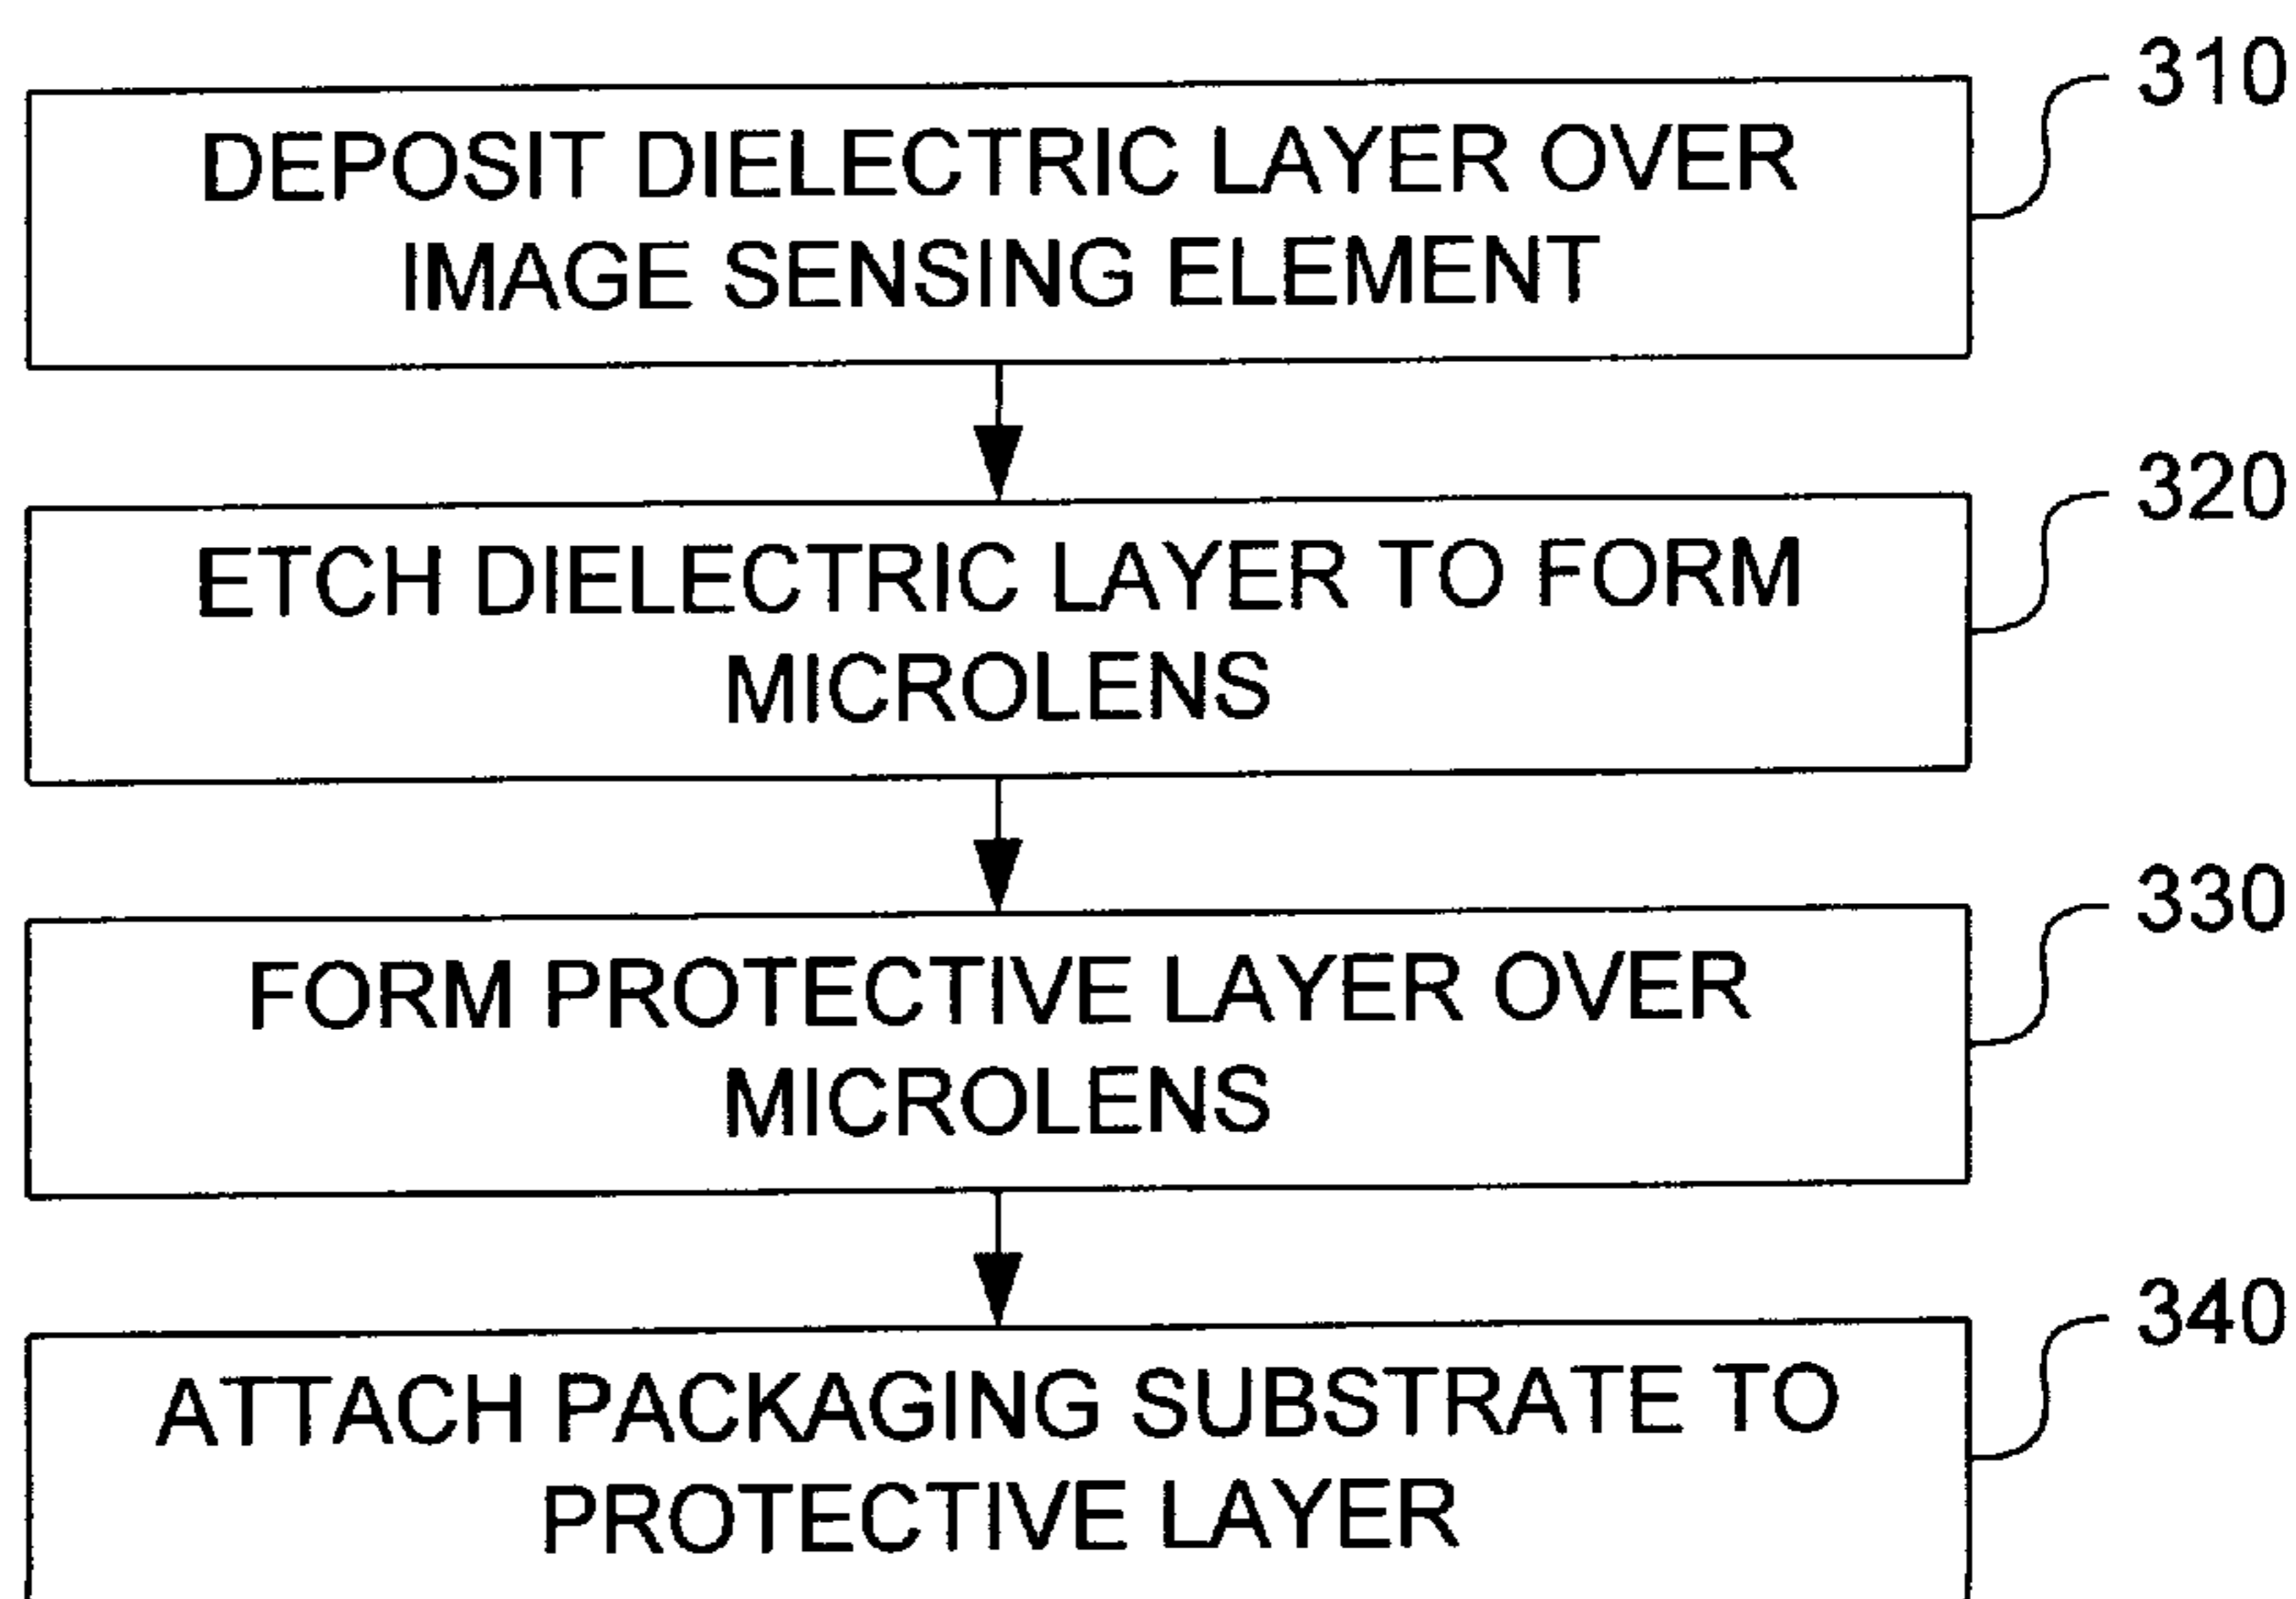 310
DEPOSIT DIELECTRIC LAYER OVER
IMAGE SENSING ELEMENT
320
ETCH DIELECTRIC LAYER TO FORM
MICROLENS
330
FORM PROTECTIVE LAYER OVER
MICROLENS
340
ATTACH PACKAGING SUBSTRATE TO
PROTECTIVE LAYER